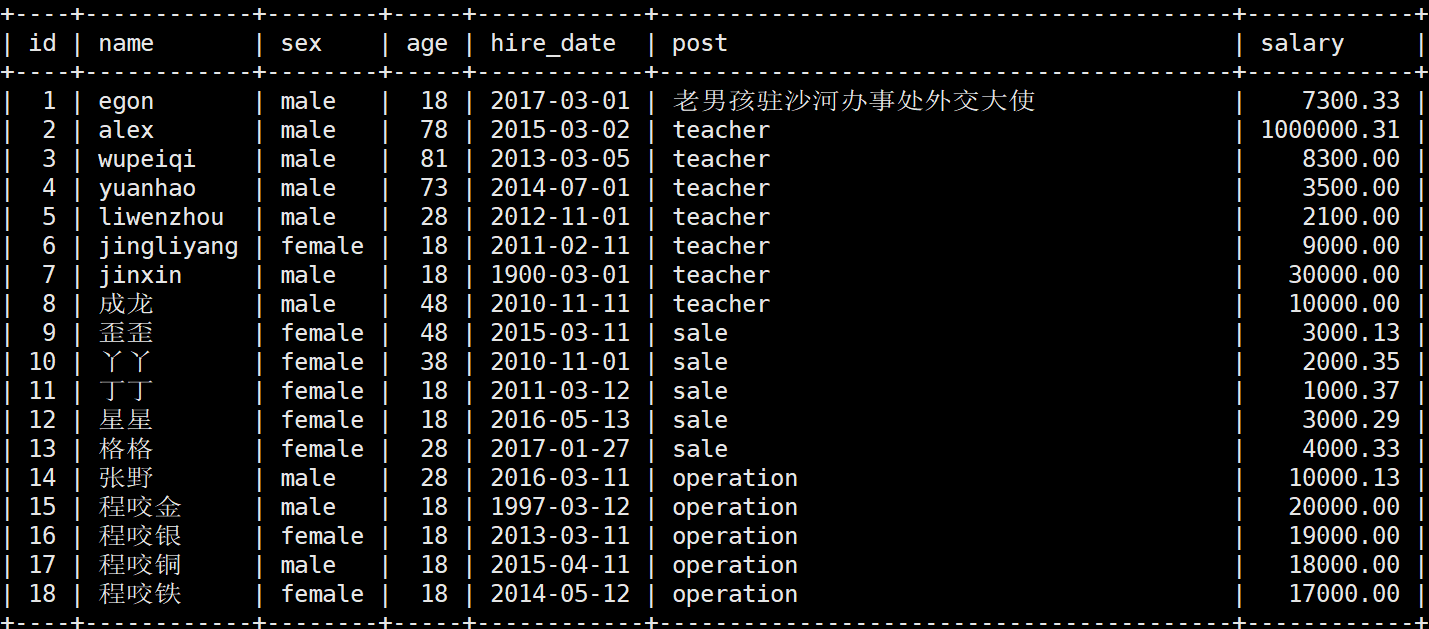 +----+------------+--------+-----+------------+-----------------------------------------+------------+
| id | name | sex | age | hire_date | post | salary |
+----+------------+--------+-----+------------+-----------------------------------------+------------+
| 1 | egon | male | 18 | 2017-03-01 | 老男孩驻沙河办事处外交大使 | 7300.33 |
| 2 | alex | male | 78 | 2015-03-02 | teacher | 1000000.31 |
| 3 | wupeiqi | male | 81 | 2013-03-05 | teacher | 8300.00 |
| 4 | yuanhao | male | 73 | 2014-07-01 | teacher | 3500.00 |
| 5 | liwenzhou | male | 28 | 2012-11-01 | teacher | 2100.00 |
| 6 | jingliyang | female | 18 | 2011-02-11 | teacher | 9000.00 |
| 7 | jinxin | male | 18 | 1900-03-01 | teacher | 30000.00 |
| 8 | 成龙 | male | 48 | 2010-11-11 | teacher | 10000.00 |
| 9 | 歪歪 | female | 48 | 2015-03-11 | sale | 3000.13 |
| 10 | 丫丫 | female | 38 | 2010-11-01 | sale | 2000.35 |
| 11 | 丁丁 | female | 18 | 2011-03-12 | sale | 1000.37 |
| 12 | 星星 | female | 18 | 2016-05-13 | sale | 3000.29 |
| 13 | 格格 | female | 28 | 2017-01-27 | sale | 4000.33 |
| 14 | 张野 | male | 28 | 2016-03-11 | operation | 10000.13 |
| 15 | 程咬金 | male | 18 | 1997-03-12 | operation | 20000.00 |
| 16 | 程咬银 | female | 18 | 2013-03-11 | operation | 19000.00 |
| 17 | 程咬铜 | male | 18 | 2015-04-11 | operation | 18000.00 |
| 18 | 程咬铁 | female | 18 | 2014-05-12 | operation | 17000.00 |
+----+------------+--------+-----+------------+-----------------------------------------+------------+